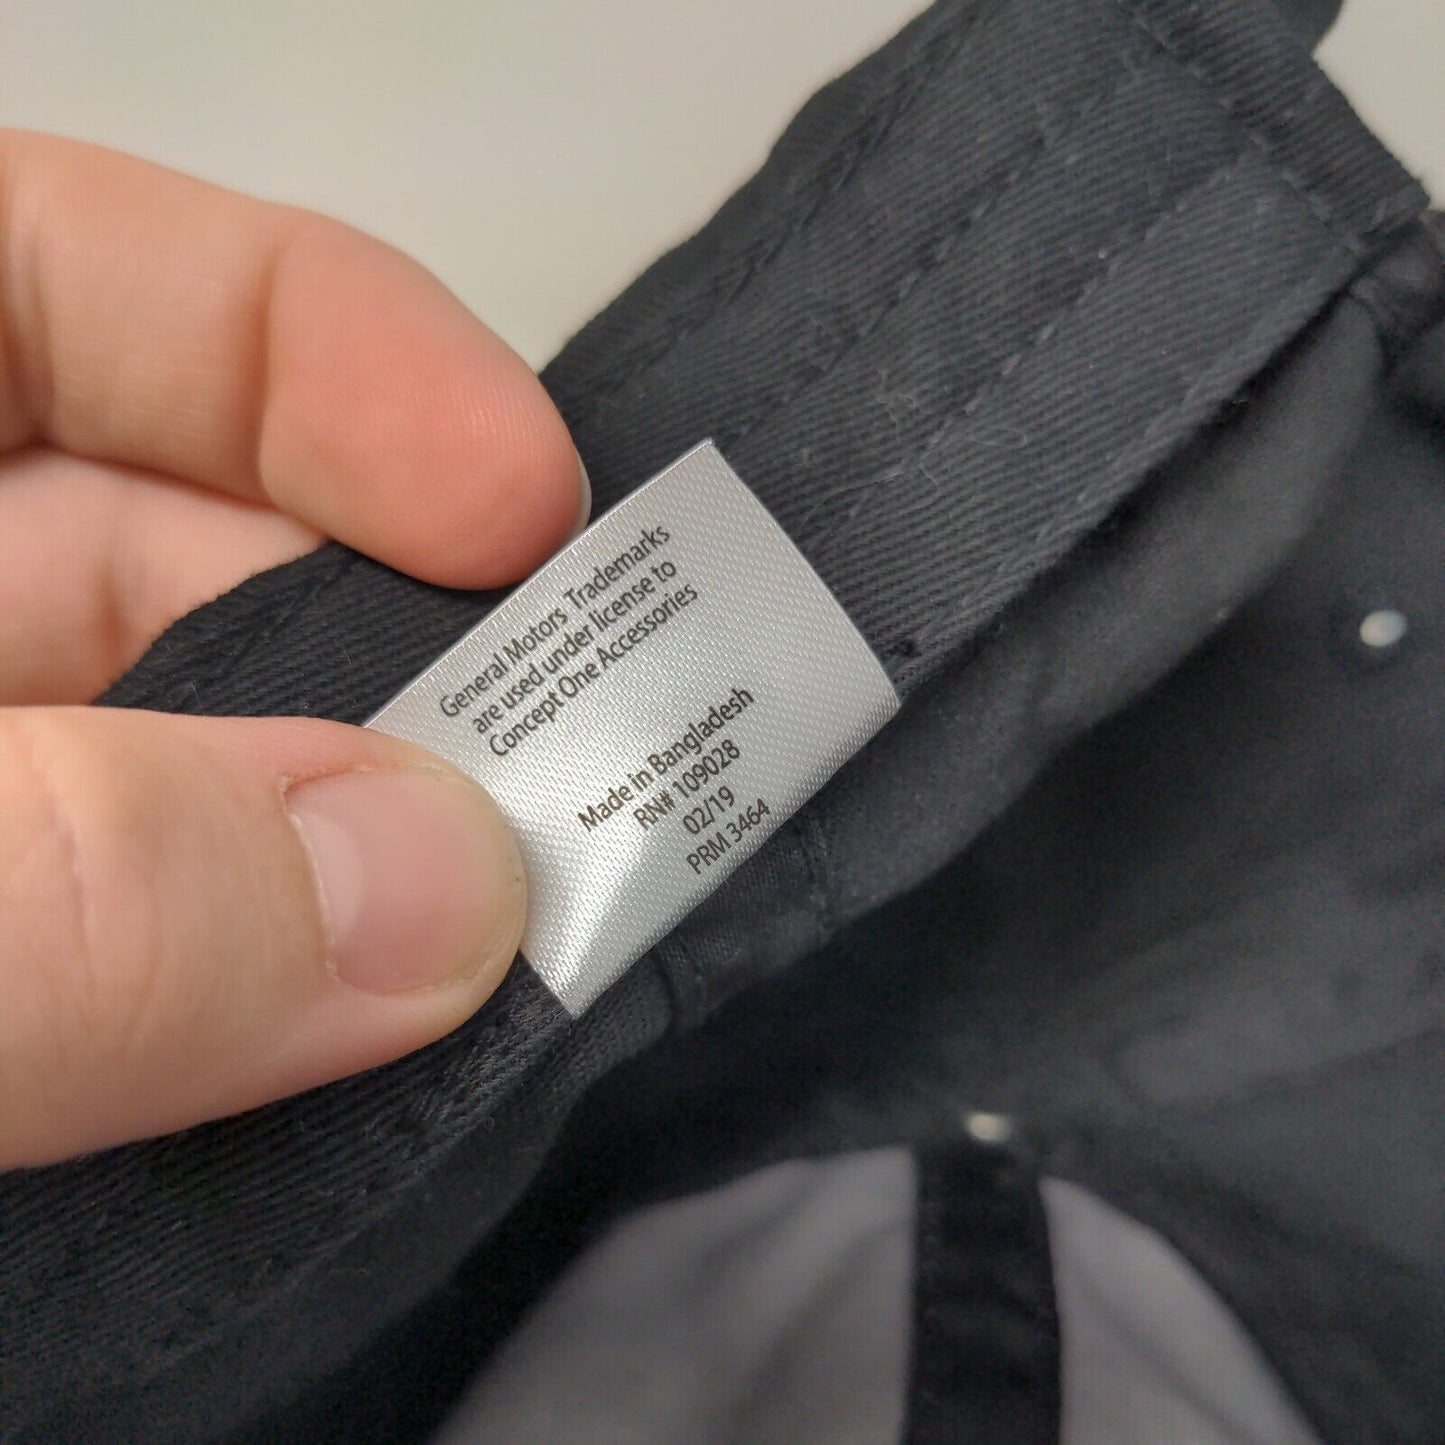 General Motors Trademarks
are used under license to
Concept One Accessories
Made in Bangladesh
RN# 109028
02/19
PRM 3464